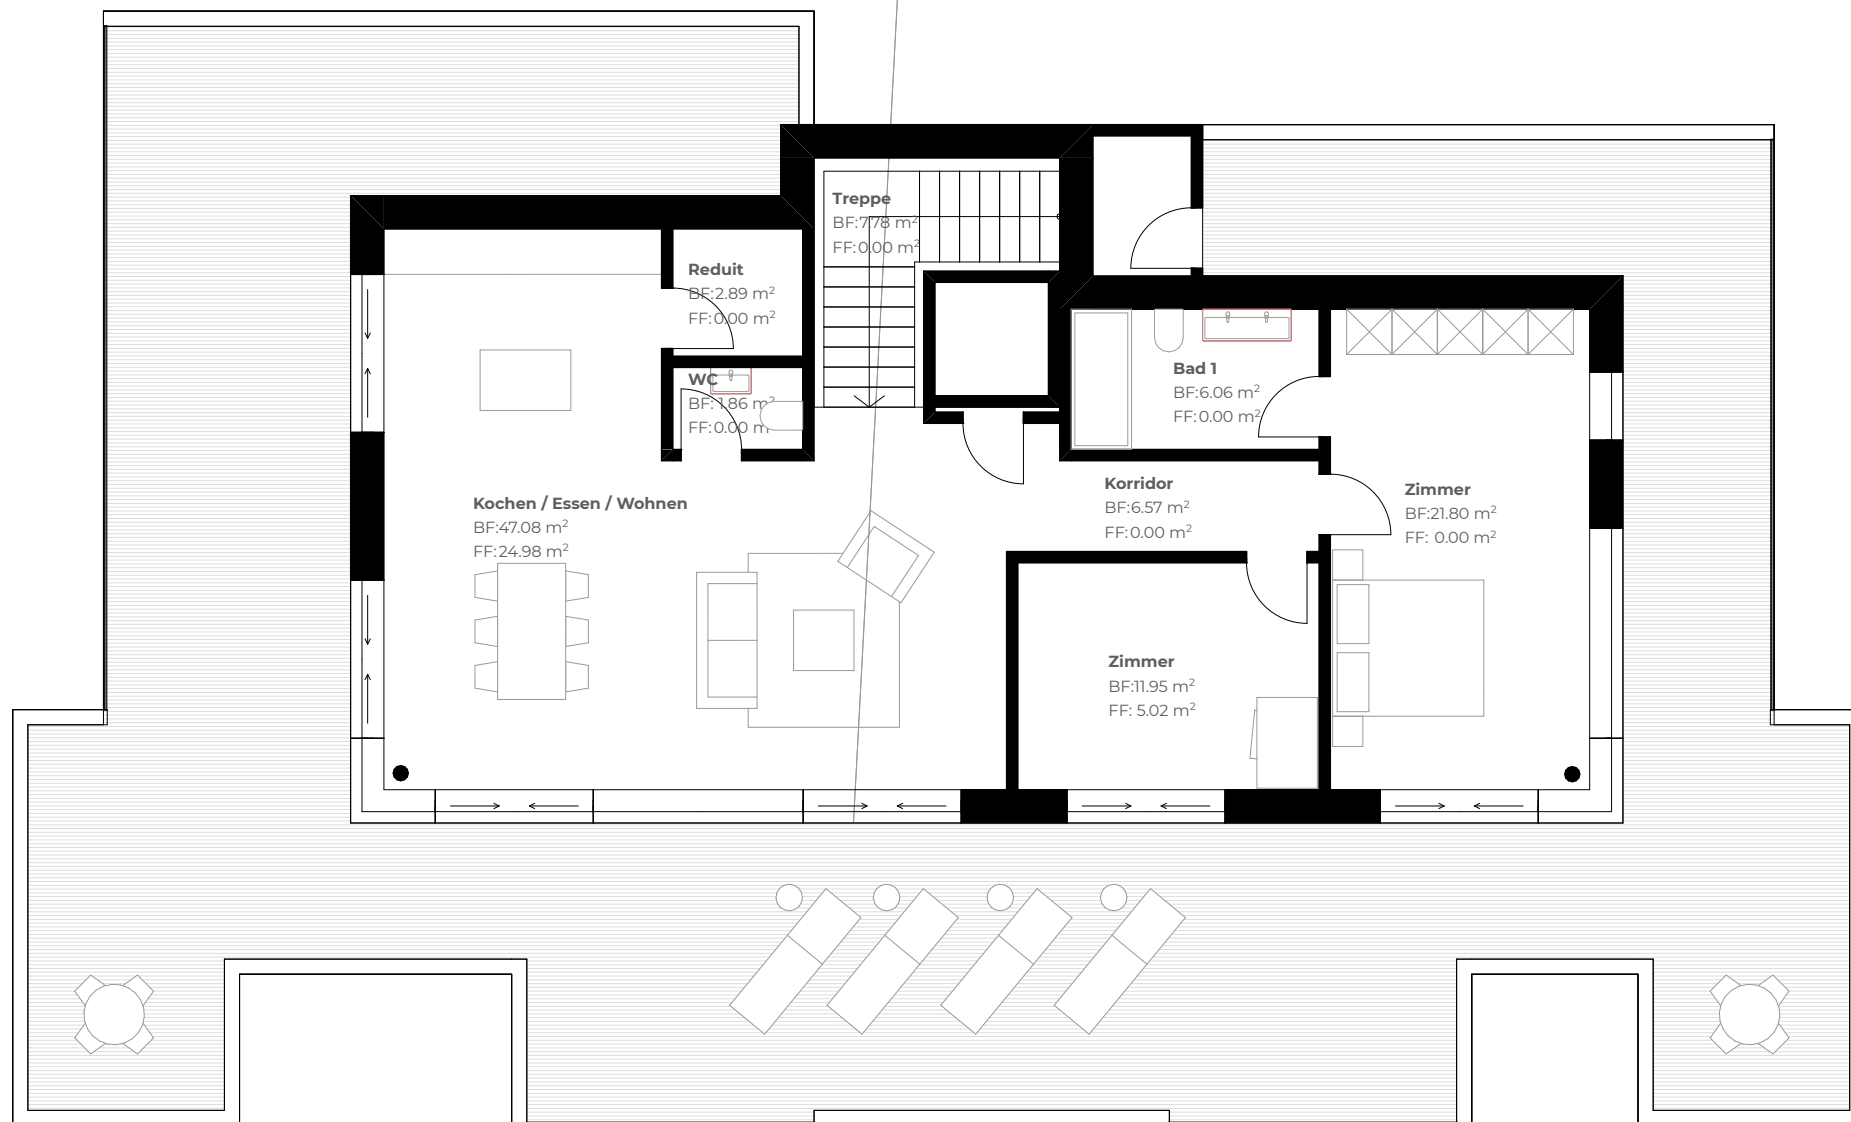 Treppe
BF:7.78 m²
FF:0.00 m²
Reduit
BF:2.89 m²
FF:0.00 m²
WC
BF: 1.86 m²
FF:0.00 m
Bad 1
BF:6.06 m²
FF:0.00 m²
Kochen / Essen / Wohnen
BF:47.08 m²
FF:24.98 m²
Korridor
BF:6.57 m²
FF:0.00 m²
Zimmer
BF:21.80 m²
FF: 0.00 m²
Zimmer
BF:11.95 m²
FF: 5.02 m²